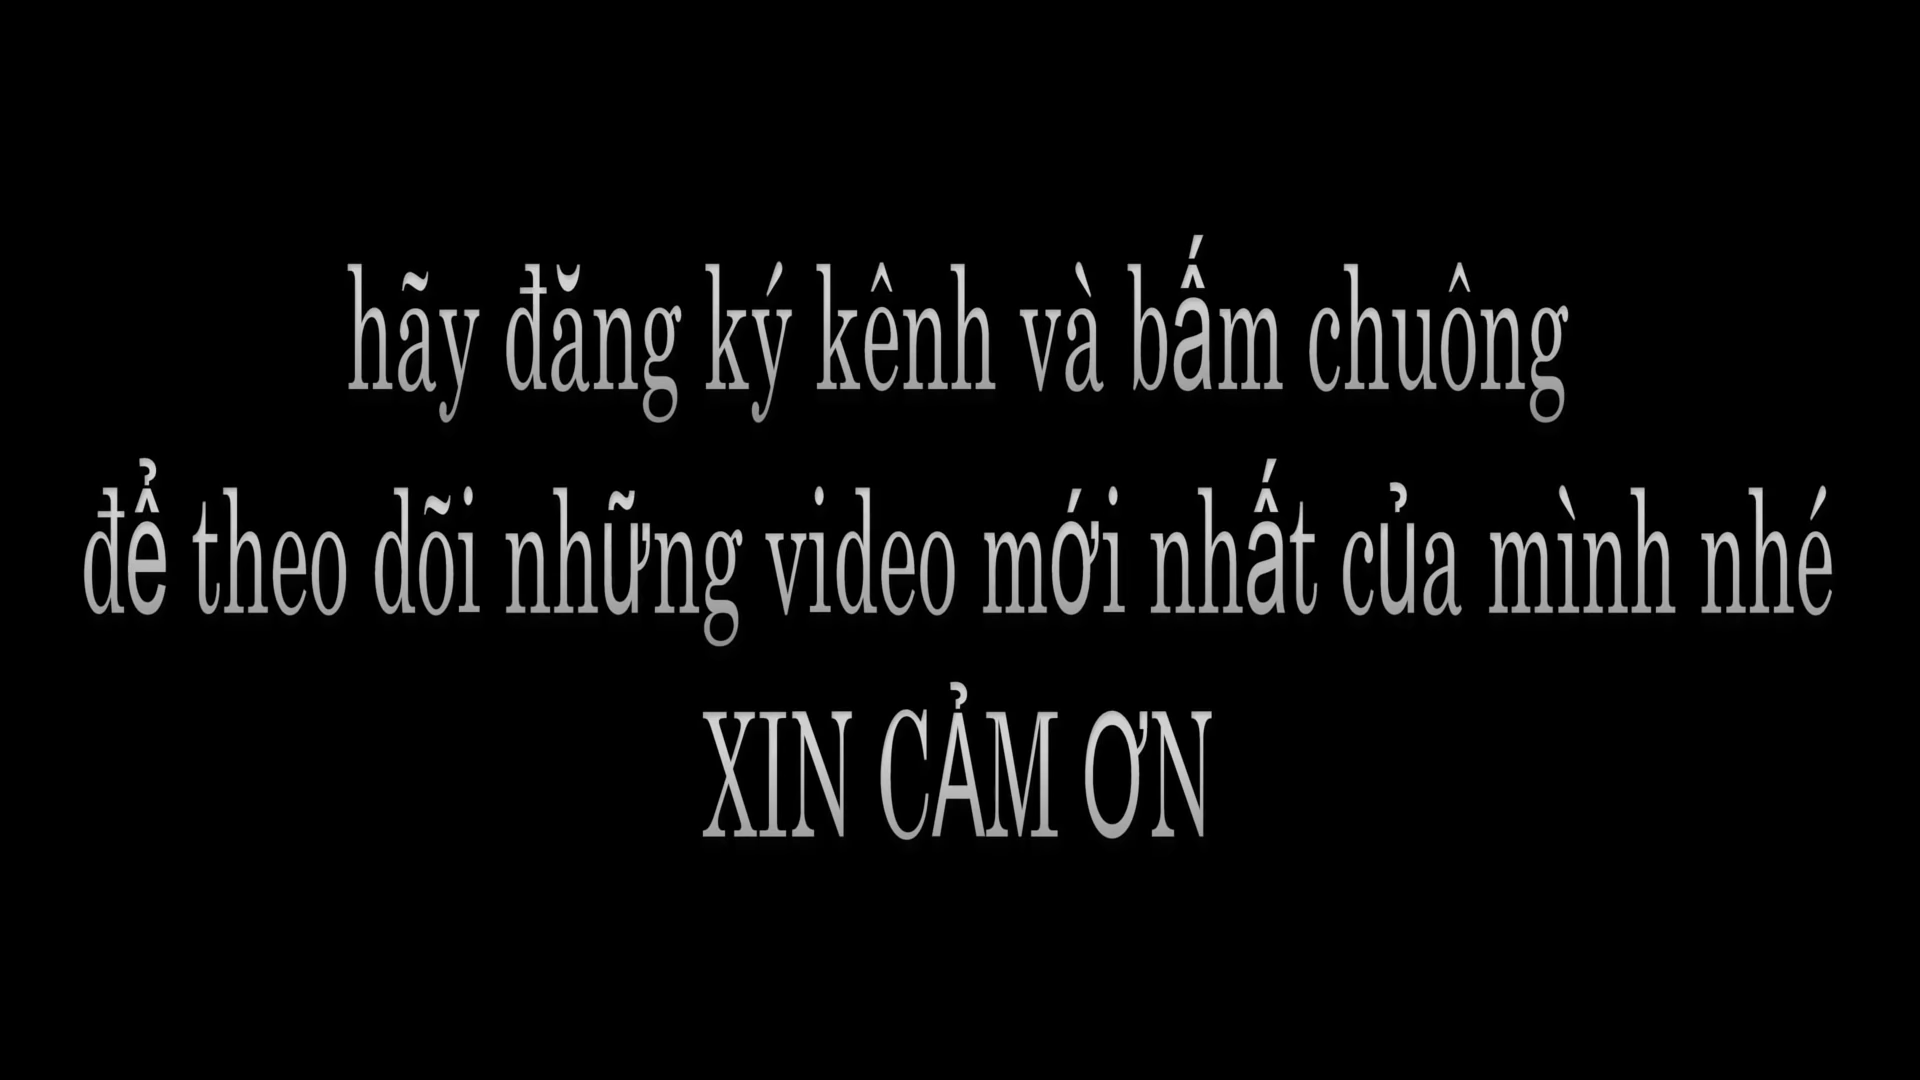 hãy đăng ký kênh và bấm chuông
để theo dõi những video mới nhất của mình nhé
XIN CẢM ƠN